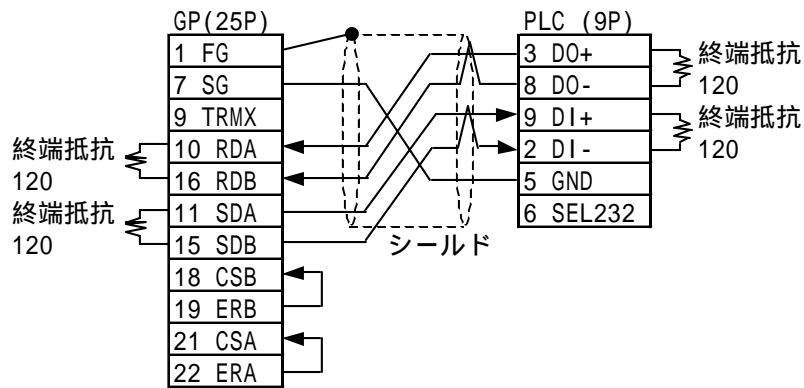 GP(25P)
1 FG
7 SG
9 TRMX
10 RDA
16 RDB
11 SDA
15 SDB
18 CSB
19 ERB
21 CSA
22 ERA
終端抵抗
120
終端抵抗
120
シールド
PLC (9P)
3 DO+
8 DO-
9 DI+
2 DI-
5 GND
6 SEL232
終端抵抗
120
終端抵抗
120